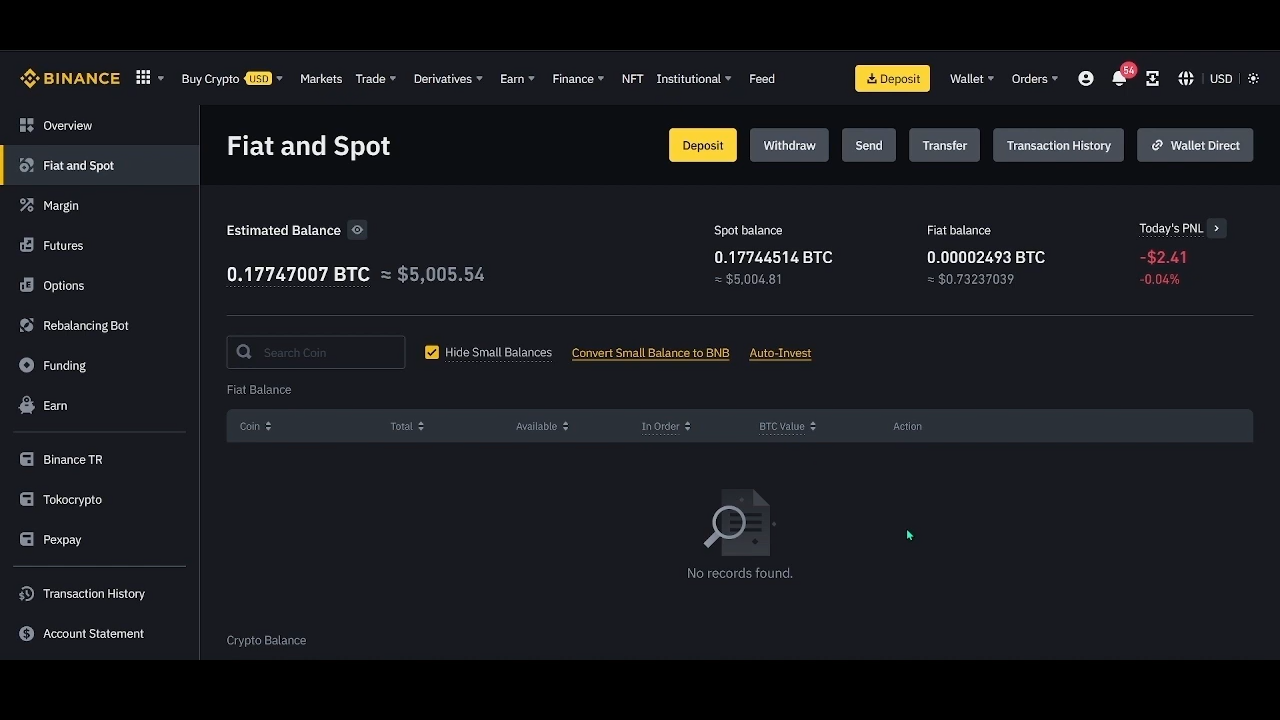 BINANCE Buy Crypto USD Markets Trade Derivatives Earn Finance NFT Institutional Feed Deposit Wallet Orders 54 USD
Overview
Fiat and Spot
Margin
Futures
Options
Rebalancing Bot
Funding
Earn
Binance TR
Tokocrypto
Pexpay
Transaction History
Account Statement
Fiat and Spot
Deposit Withdraw Send Transfer Transaction History Wallet Direct
Estimated Balance
0.17747007 BTC ≈ $5,005.54
Spot balance
0.17744514 BTC
≈ $5,004.81
Fiat balance
0.00002493 BTC
≈ $0.73237039
Today's PNL
-$2.41
-0.04%
Search Coin Hide Small Balances Convert Small Balance to BNB Auto-Invest
Fiat Balance
Coin Total Available In Order BTC Value Action
No records found.
Crypto Balance